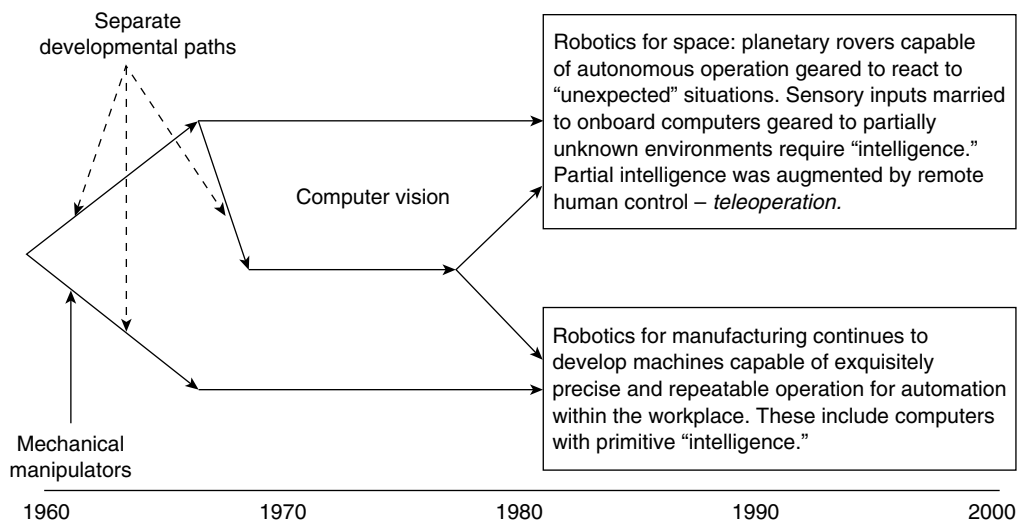 Separate
developmental paths
Robotics for space: planetary rovers capable
of autonomous operation geared to react to
“unexpected” situations. Sensory inputs married
to onboard computers geared to partially
unknown environments require “intelligence.”
Partial intelligence was augmented by remote
human control – teleoperation.
Computer vision
Robotics for manufacturing continues to
develop machines capable of exquisitely
precise and repeatable operation for automation
within the workplace. These include computers
with primitive “intelligence.”
Mechanical
manipulators
1960 1970 1980 1990 2000